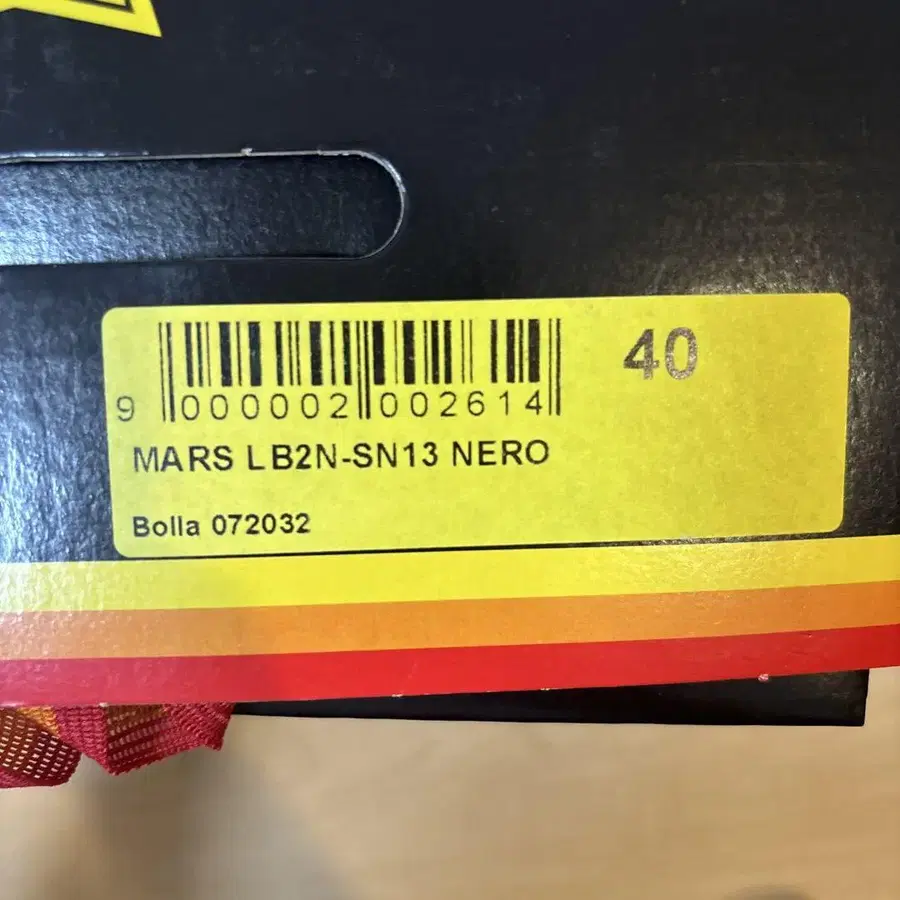 40
9 000002 002614
MARS LB2N-SN13 NERO
Bolla 072032